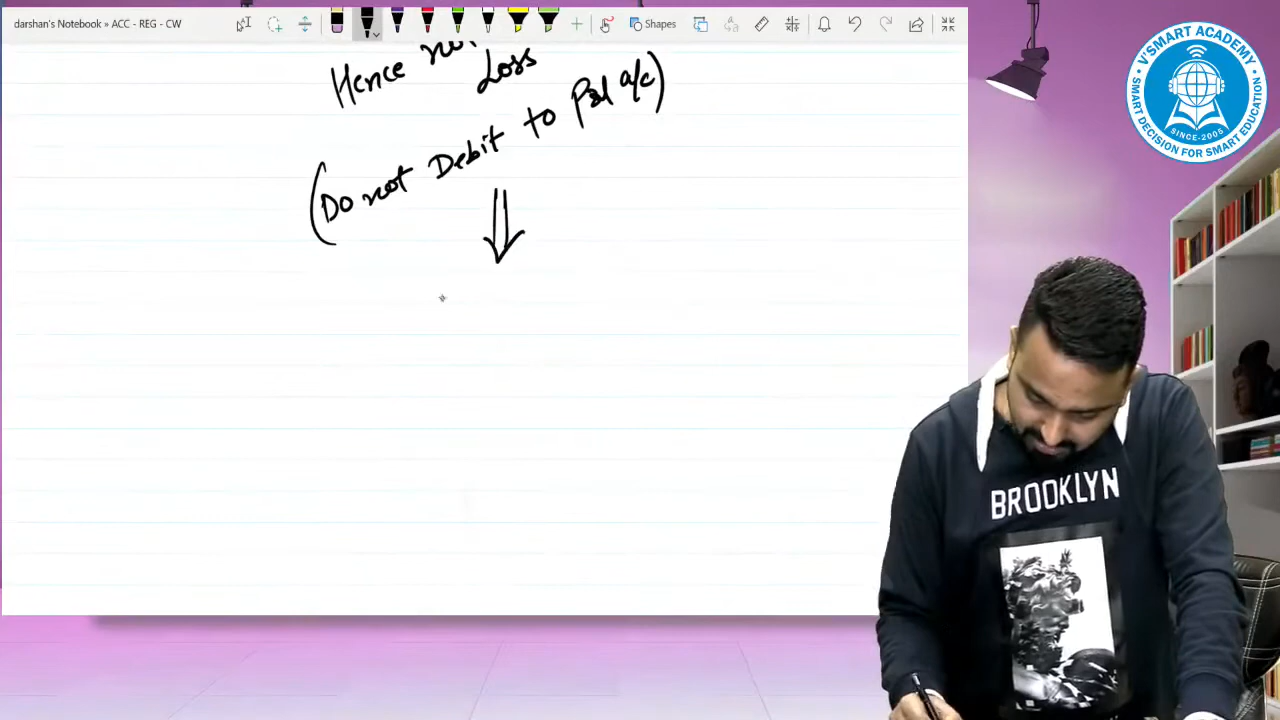 darshan's Notebook » ACC - REG - CW
Shapes
Hence not
Loss
(Do not Debit to P&L a/c)
V'SMART ACADEMY
SINCE-2005
SMART DECISION FOR SMART EDUCATION
BROOKLYN